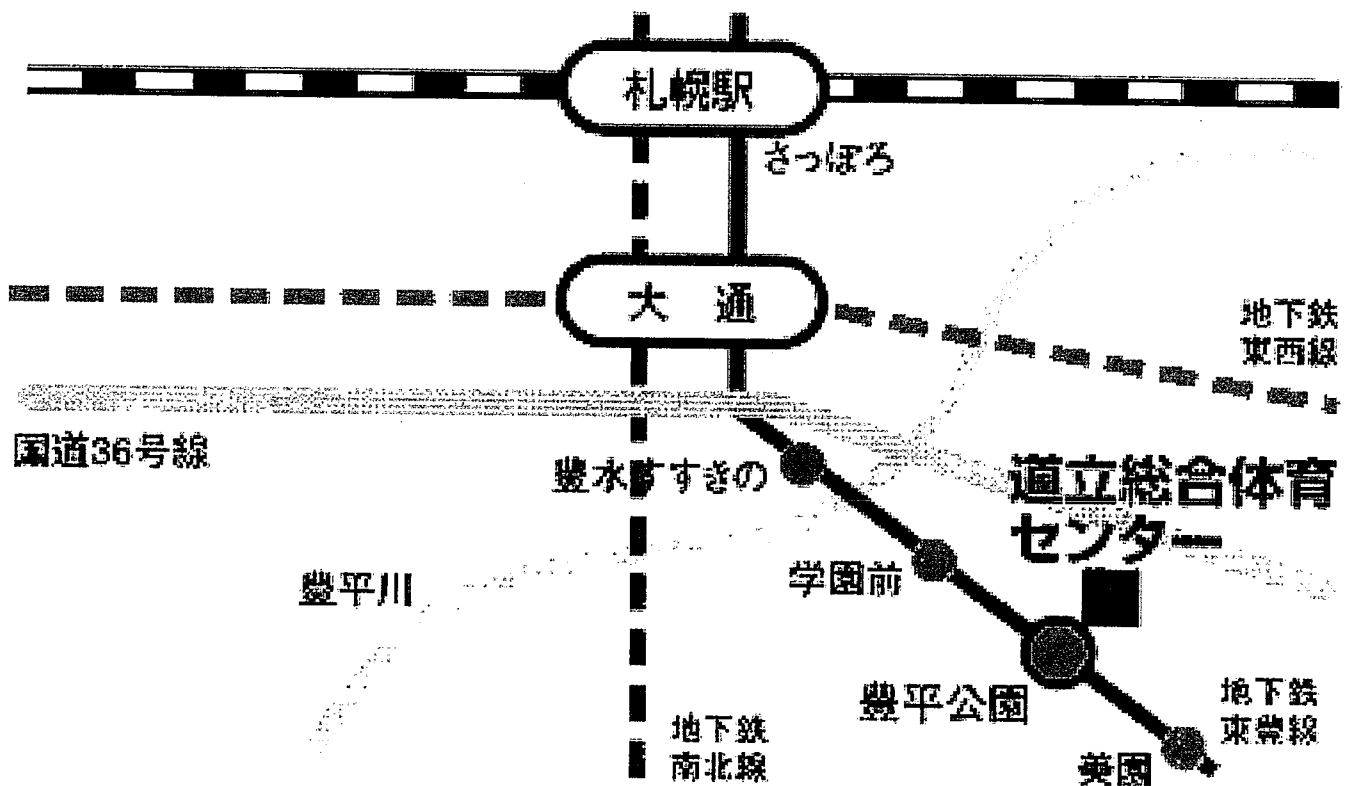 札幌駅
さっぽろ
大通
地下鉄
東西線
国道36号線
豊水すすきの
道立総合体育
センター
学園前
豊平川
豊平公園
地下鉄
東豊線
地下鉄
南北線
美園